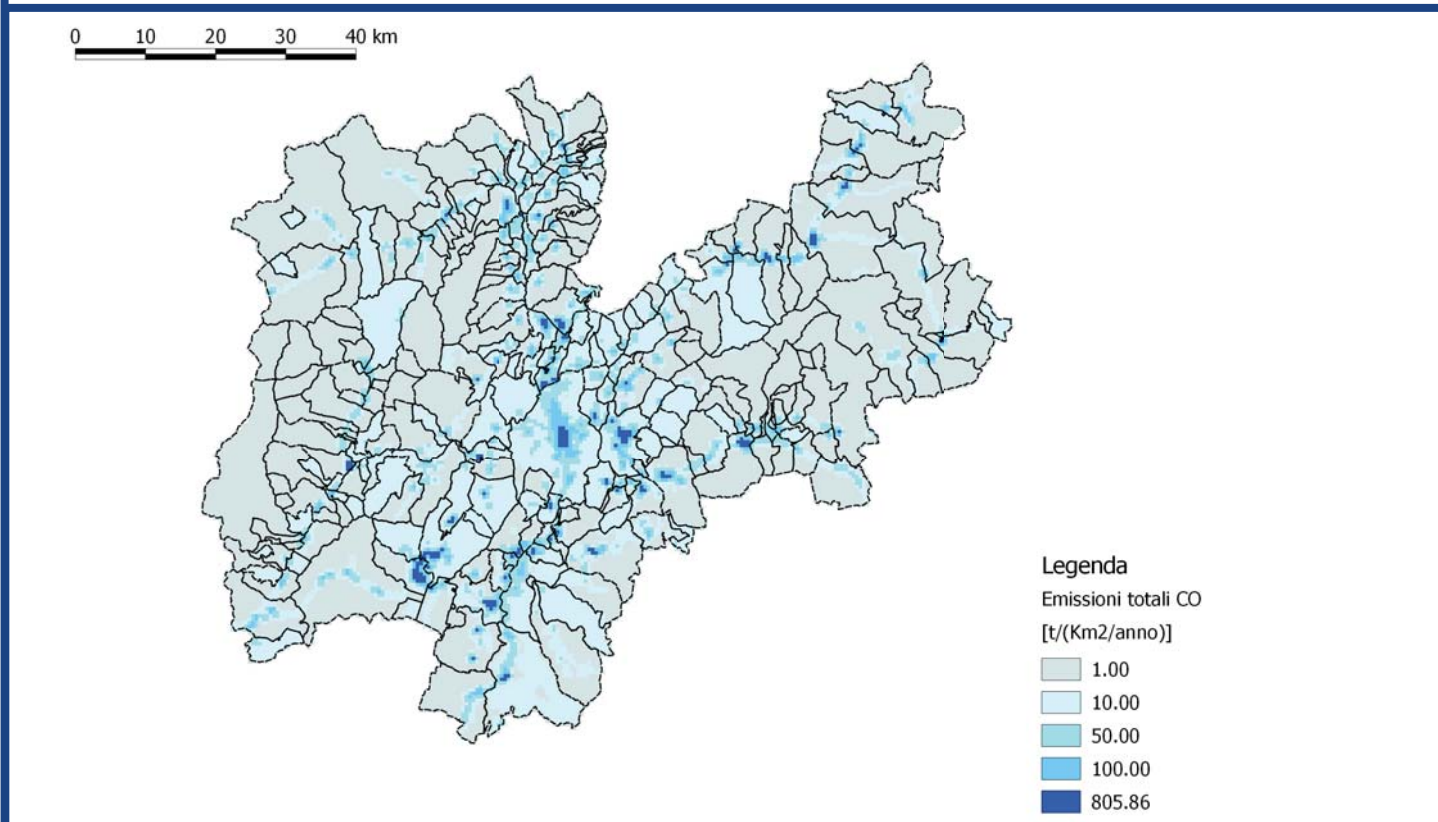 0 10 20 30 40 km
Legenda
Emissioni totali CO
[t/(Km2/anno)]
1.00
10.00
50.00
100.00
805.86